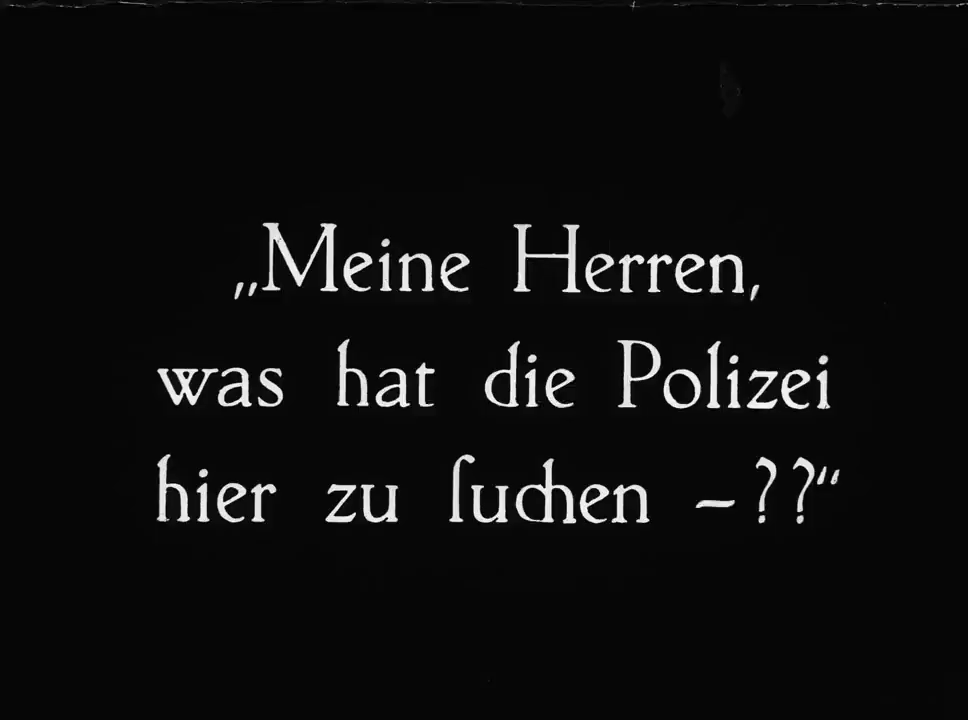 „Meine Herren,
was hat die Polizei
hier zu ſuchen – ??“